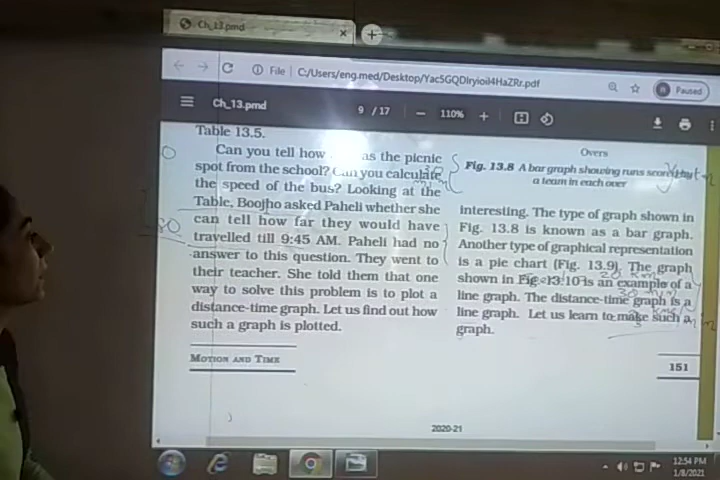 Ch_13.pmd
File
C:/Users/eng.med/Desktop/Yac5GQDIryioil4HaZRr.pdf
Paused
Ch_13.pmd
9 / 17
110%
Table 13.5.
Can you tell how as the picnic
spot from the school? Can you calculate
the speed of the bus? Looking at the
Table, Boojho asked Paheli whether she
can tell how far they would have
travelled till 9:45 AM. Paheli had no
answer to this question. They went to
their teacher. She told them that one
way to solve this problem is to plot a
distance-time graph. Let us find out how
such a graph is plotted.
MOTION AND TIME
Overs
Fig. 13.8 A bar graph showing runs scored by
a team in each over
interesting. The type of graph shown in
Fig. 13.8 is known as a bar graph.
Another type of graphical representation
is a pie chart (Fig. 13.9). The graph
shown in Fig. 13.10 is an example of a
line graph. The distance-time graph is a
line graph. Let us learn to make such a
graph.
151
2020-21
12:54 PM
1/8/2021